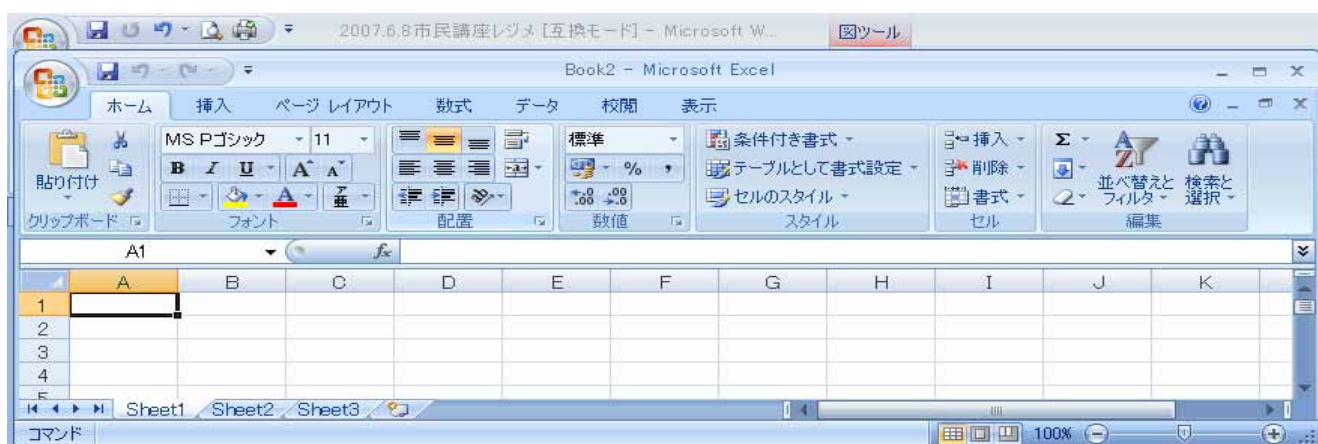 2007.6.8市民講座レジメ [互換モード] - Microsoft W... 図ツール
Book2 - Microsoft Excel
ホーム 挿入 ページ レイアウト 数式 データ 校閲 表示
貼り付け
クリップボード
MS Pゴシック 11
B I U A A
A 亜
フォント
配置
標準
% ,
.0 .00
.00 .0
数値
条件付き書式
テーブルとして書式設定
セルのスタイル
スタイル
挿入
削除
書式
セル
Σ
並べ替えと
フィルタ
検索と
選択
編集
A1 fx
A B C D E F G H I J K
1
2
3
4
5
Sheet1 Sheet2 Sheet3
コマンド 100%